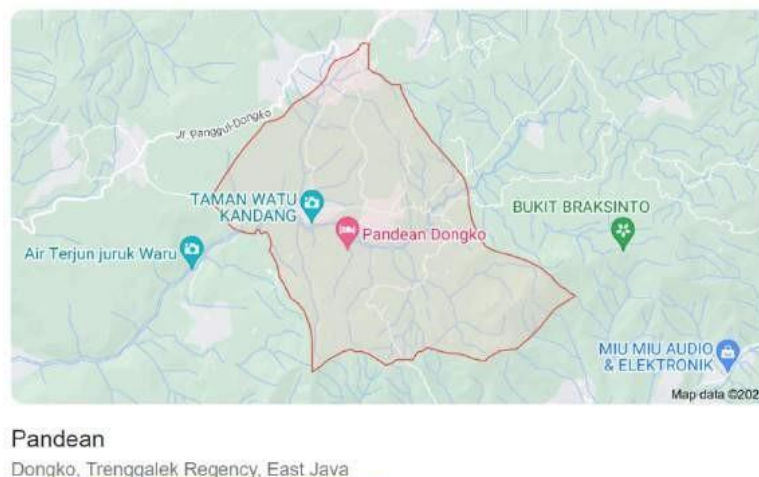 Jl. Panggul-Dongko
TAMAN WATU
KANDANG
Pandean Dongko
BUKIT BRAKSINTO
Air Terjun juruk Waru
MIU MIU AUDIO
& ELEKTRONIK
Map data ©202
Pandean
Dongko, Trenggalek Regency, East Java